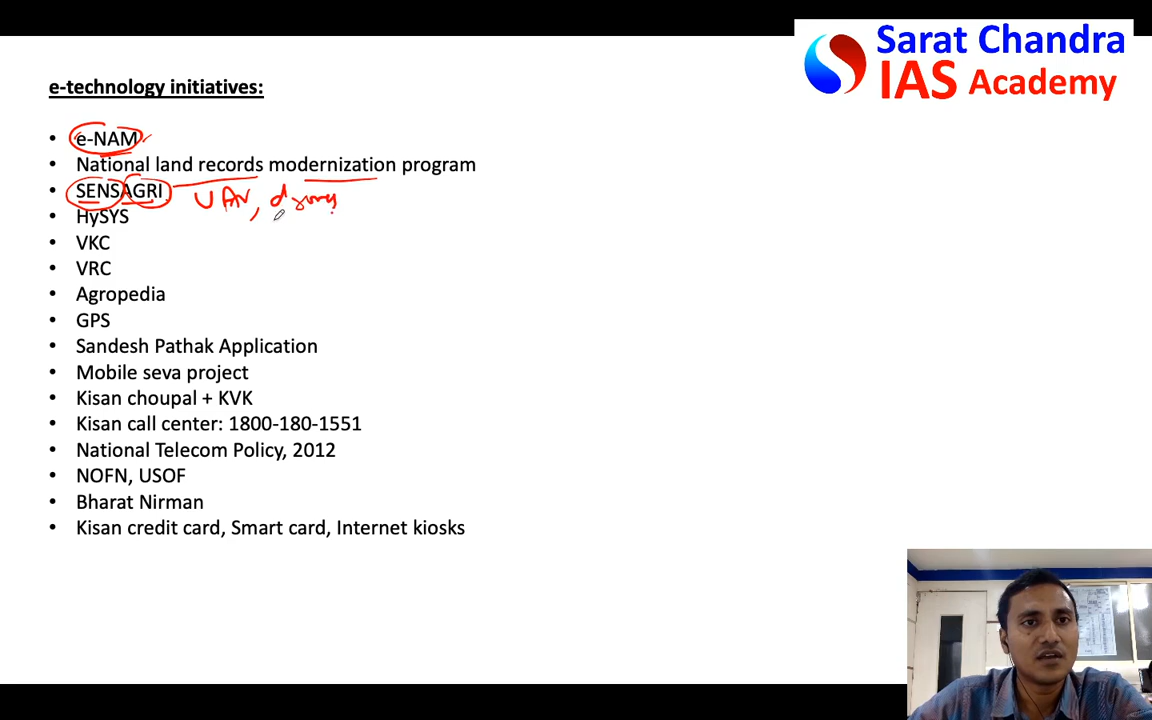 Sarat Chandra
IAS Academy
e-technology initiatives:
• e-NAM
• National land records modernization program
• SENSAGRI UAV, drones
• HySYS
• VKC
• VRC
• Agropedia
• GPS
• Sandesh Pathak Application
• Mobile seva project
• Kisan choupal + KVK
• Kisan call center: 1800-180-1551
• National Telecom Policy, 2012
• NOFN, USOF
• Bharat Nirman
• Kisan credit card, Smart card, Internet kiosks